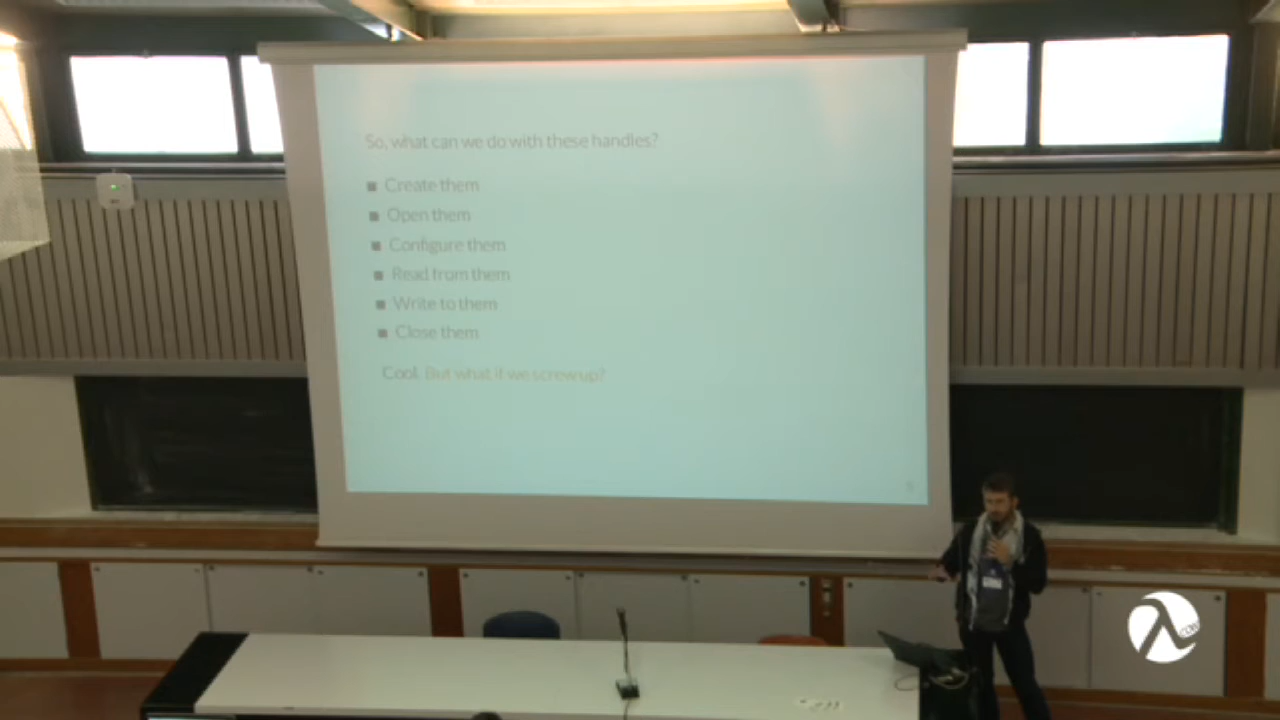 So, what can we do with these handles?
Create them
Open them
Configure them
Read from them
Write to them
Close them
Cool. But what if we screw up?
λ